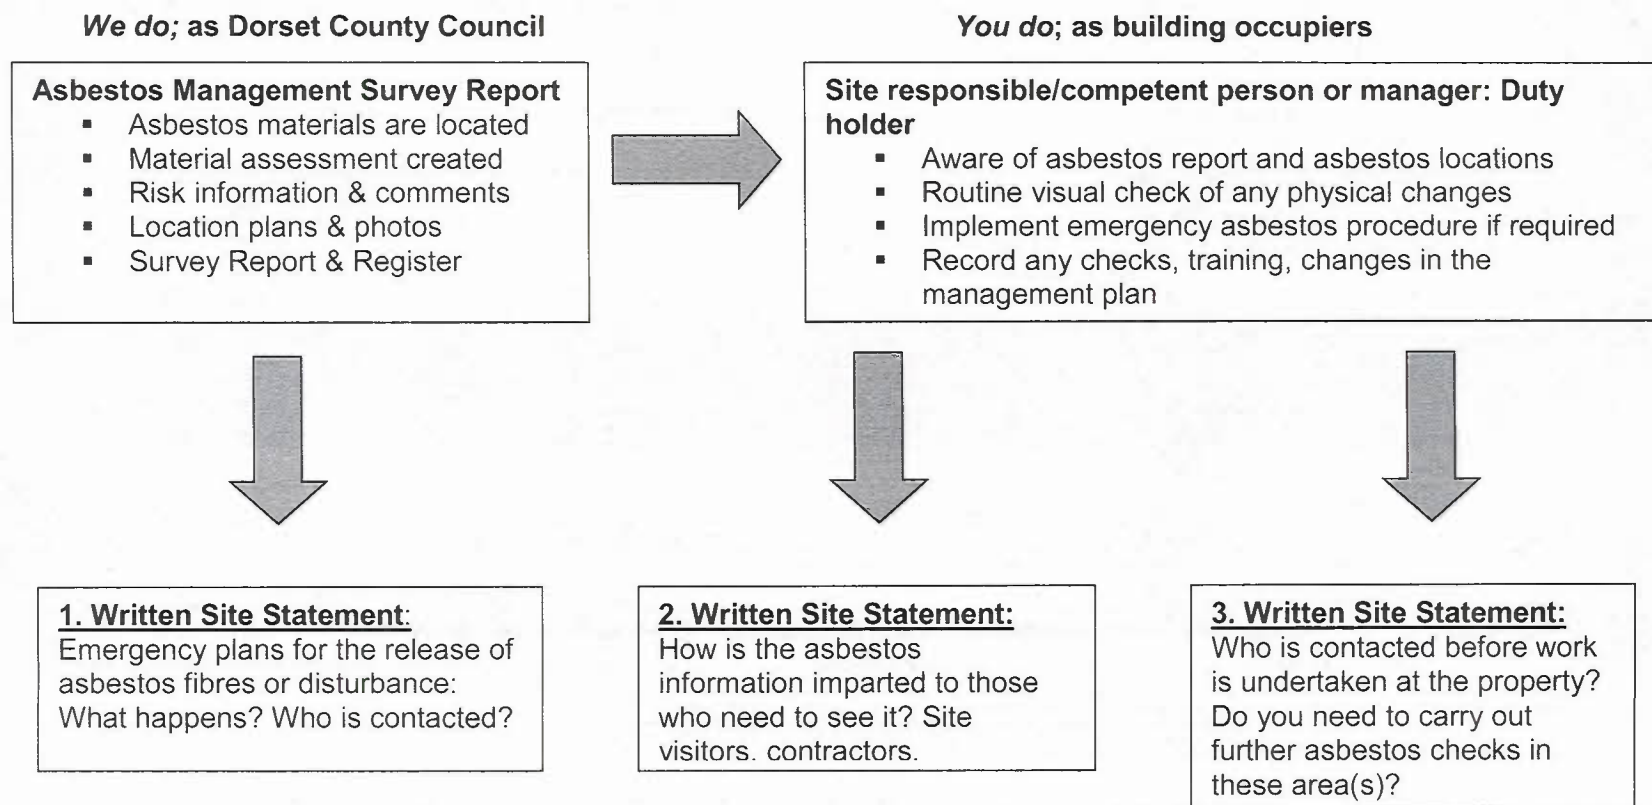 We do; as Dorset County Council
You do; as building occupiers
Asbestos Management Survey Report
▪ Asbestos materials are located
▪ Material assessment created
▪ Risk information & comments
▪ Location plans & photos
▪ Survey Report & Register
Site responsible/competent person or manager: Duty
holder
▪ Aware of asbestos report and asbestos locations
▪ Routine visual check of any physical changes
▪ Implement emergency asbestos procedure if required
▪ Record any checks, training, changes in the
management plan
1. Written Site Statement:
Emergency plans for the release of
asbestos fibres or disturbance:
What happens? Who is contacted?
2. Written Site Statement:
How is the asbestos
information imparted to those
who need to see it? Site
visitors, contractors.
3. Written Site Statement:
Who is contacted before work
is undertaken at the property?
Do you need to carry out
further asbestos checks in
these area(s)?